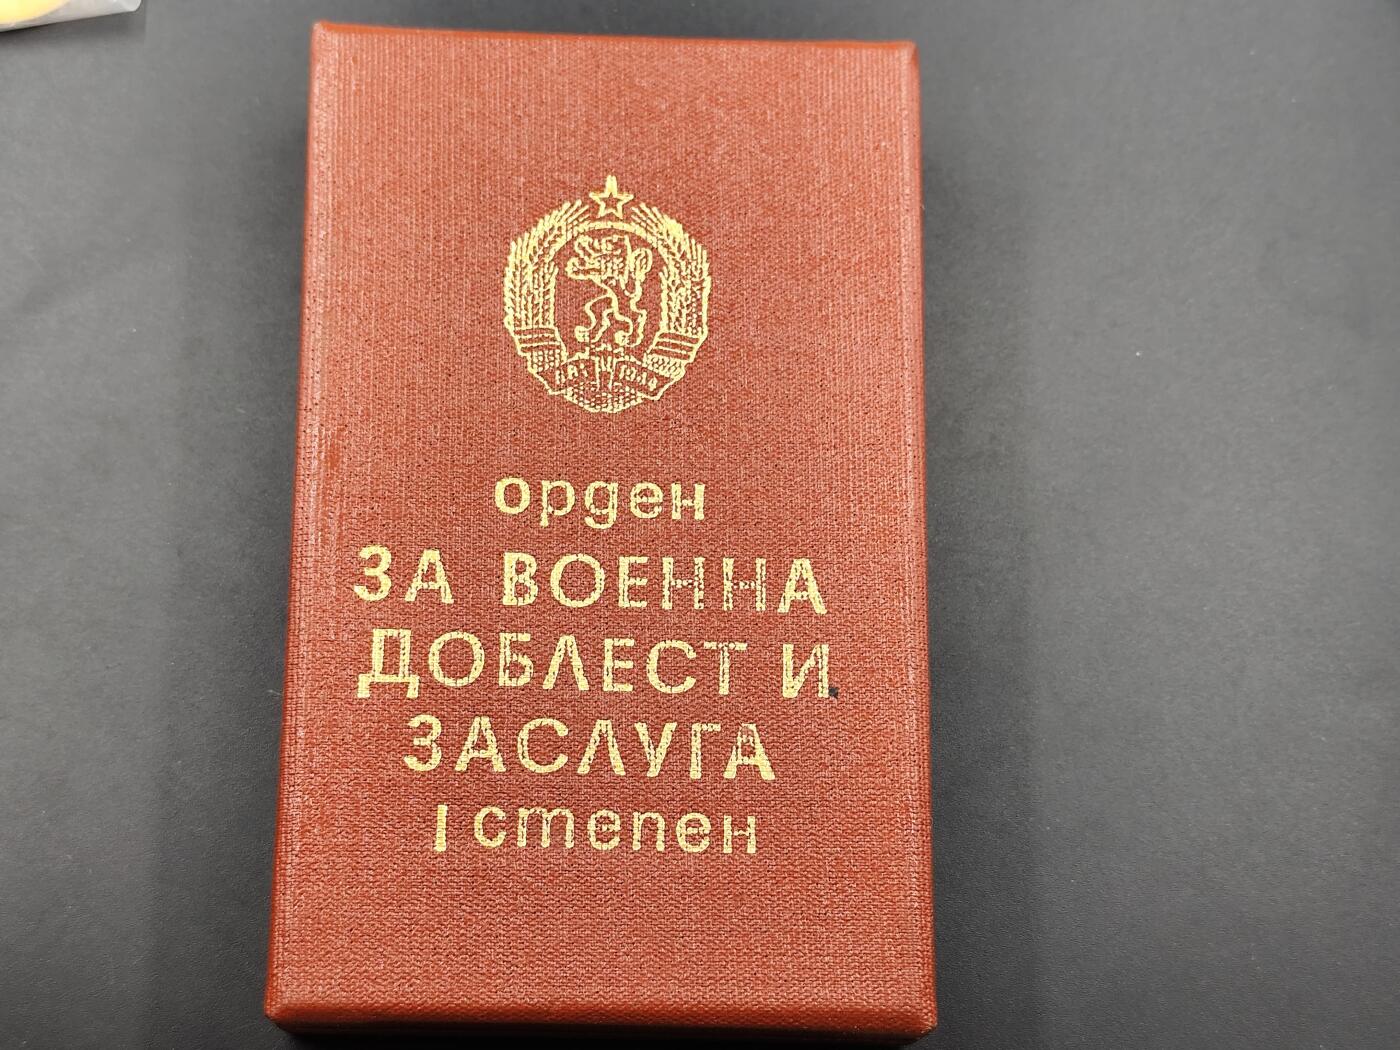 орден
ЗА ВОЕННА
ДОБЛЕСТ И
ЗАСЛУГА
I степен